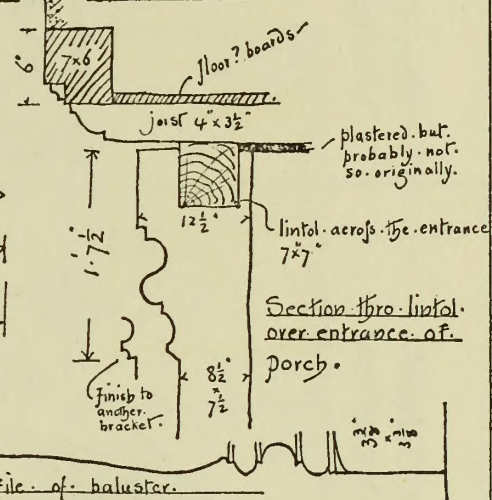 6"
7×6"
floor? boards
joist 4"×3½"
plastered. but.
probably. not.
so. originally.
12½"
lintol. across. the. entrance
7"×7"
1'. 7½"
Section. thro. lintol.
over. entrance. of.
porch.
8½"
×
7½"
Finish to
another.
bracket.
file. of. baluster.